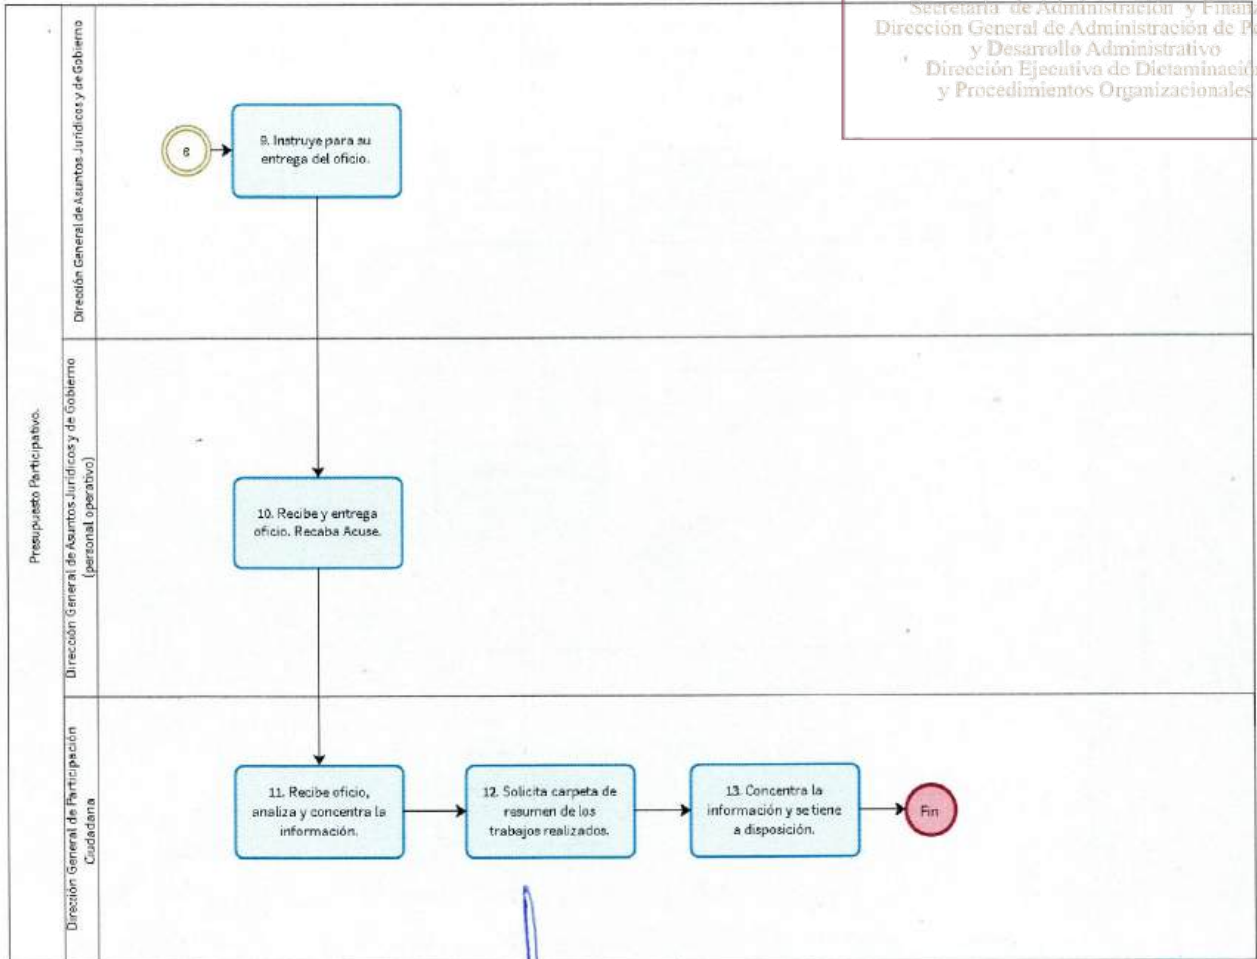 Secretaría de Administración y Finan
Dirección General de Administración de P
y Desarrollo Administrativo
Dirección Ejecutiva de Dictaminació
y Procedimientos Organizacionales
Presupuesto Participativo.
Dirección General de Asuntos Jurídicos y de Gobierno
9. Instruye para su
entrega del oficio.
Dirección General de Asuntos Jurídicos y de Gobierno
(personal operativo)
10. Recibe y entrega
oficio. Recaba Acuse.
Dirección General de Participación
Ciudadana
11. Recibe oficio,
analiza y concentra la
información.
12. Solicita carpeta de
resumen de los
trabajos realizados.
13. Concentra la
información y se tiene
a disposición.
Fin